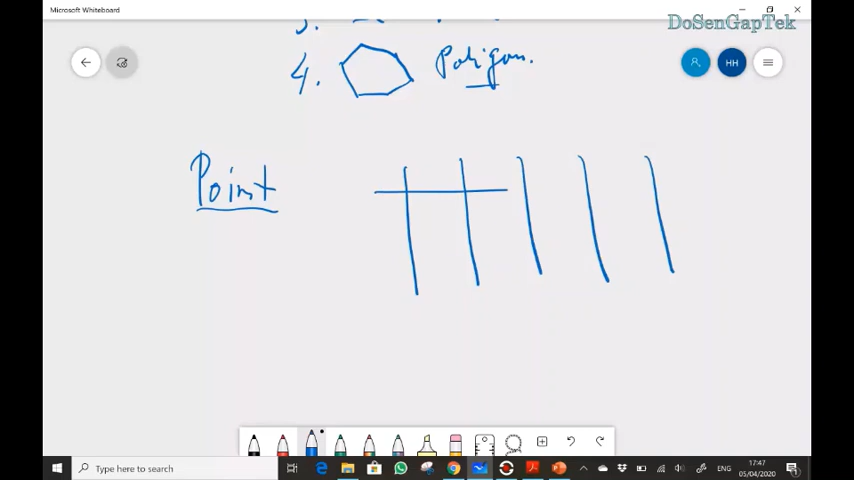 Microsoft Whiteboard
DoSenGapTek
HH
4. Poligon.
Point
Type here to search
ENG
17:47
05/04/2020